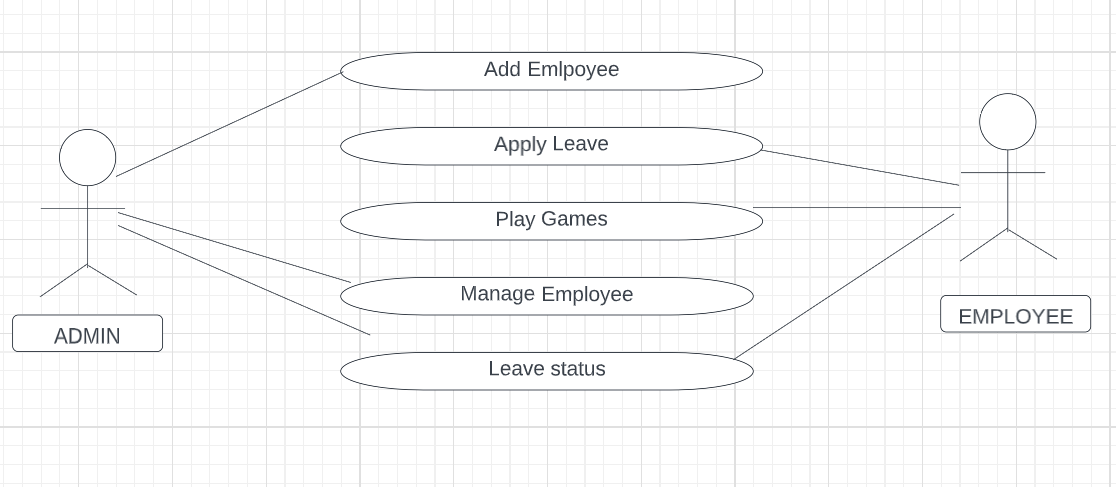 Add Emlpoyee
Apply Leave
Play Games
Manage Employee
Leave status
ADMIN
EMPLOYEE